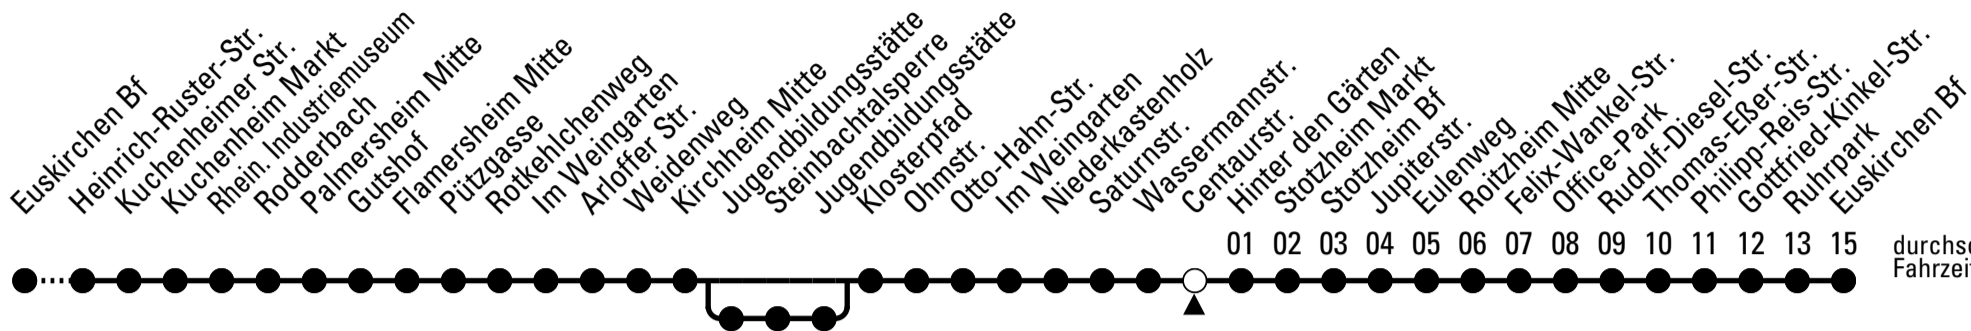 Euskirchen Bf
Heinrich-Ruster-Str.
Kuchenheimer Str.
Kuchenheim Markt
Rhein. Industriemuseum
Rodderbach
Palmersheim Mitte
Gutshof
Flamersheim Mitte
Pützgasse
Rotkehlchenweg
Im Weingarten
Arloffer Str.
Weidenweg
Kirchheim Mitte
Jugendbildungsstätte
Steinbachtalsperre
Jugendbildungsstätte
Klosterpfad
Ohmstr.
Otto-Hahn-Str.
Im Weingarten
Niederkastenholz
Saturnstr.
Wassermannstr.
Centaurstr.
Hinter den Gärten
Stotzheim Markt
Stotzheim Bf
Jupiterstr.
Eulenweg
Roitzheim Mitte
Felix-Wankel-Str.
Office-Park
Rudolf-Diesel-Str.
Thomas-Eßer-Str.
Philipp-Reis-Str.
Gottfried-Kinkel-Str.
Ruhrpark
Euskirchen Bf
01 02 03 04 05 06 07 08 09 10 11 12 13 15